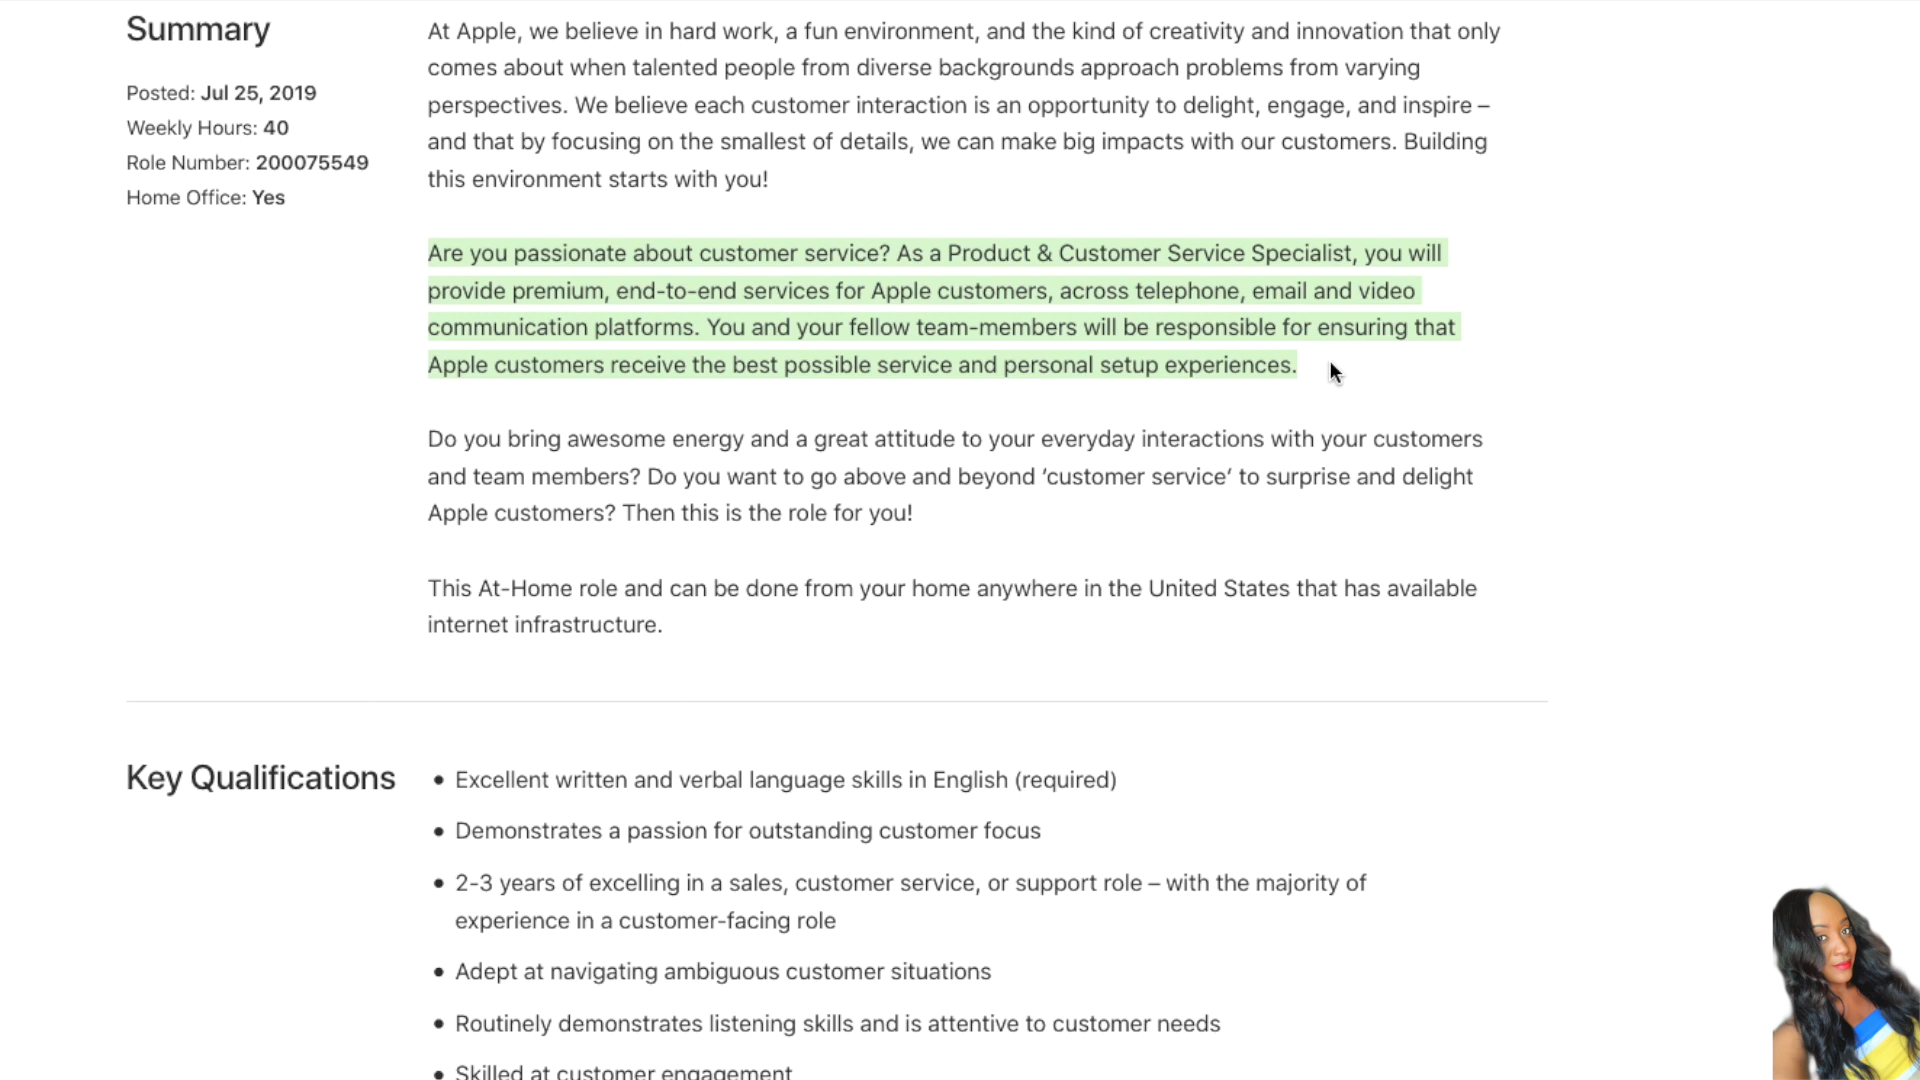 Summary
Posted: Jul 25, 2019
Weekly Hours: 40
Role Number: 200075549
Home Office: Yes
At Apple, we believe in hard work, a fun environment, and the kind of creativity and innovation that only
comes about when talented people from diverse backgrounds approach problems from varying
perspectives. We believe each customer interaction is an opportunity to delight, engage, and inspire –
and that by focusing on the smallest of details, we can make big impacts with our customers. Building
this environment starts with you!
Are you passionate about customer service? As a Product & Customer Service Specialist, you will
provide premium, end-to-end services for Apple customers, across telephone, email and video
communication platforms. You and your fellow team-members will be responsible for ensuring that
Apple customers receive the best possible service and personal setup experiences.
Do you bring awesome energy and a great attitude to your everyday interactions with your customers
and team members? Do you want to go above and beyond ‘customer service’ to surprise and delight
Apple customers? Then this is the role for you!
This At-Home role and can be done from your home anywhere in the United States that has available
internet infrastructure.
Key Qualifications
• Excellent written and verbal language skills in English (required)
• Demonstrates a passion for outstanding customer focus
• 2-3 years of excelling in a sales, customer service, or support role – with the majority of
experience in a customer-facing role
• Adept at navigating ambiguous customer situations
• Routinely demonstrates listening skills and is attentive to customer needs
• Skilled at customer engagement